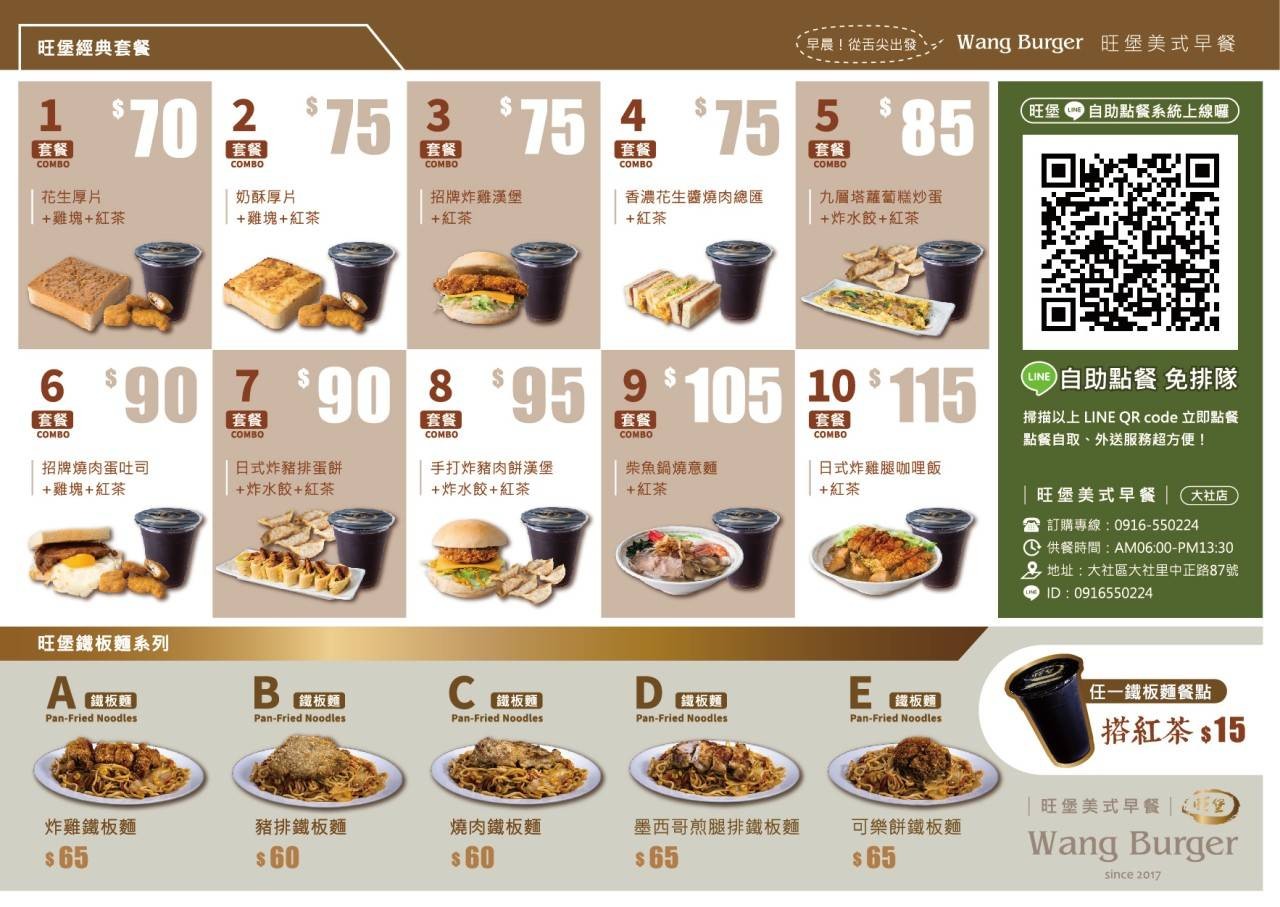 旺堡經典套餐
早晨！從舌尖出發
Wang Burger 旺堡美式早餐
1 套餐 COMBO $70
花生厚片
+雞塊+紅茶
2 套餐 COMBO $75
奶酥厚片
+雞塊+紅茶
3 套餐 COMBO $75
招牌炸雞漢堡
+紅茶
4 套餐 COMBO $75
香濃花生醬燒肉總匯
+紅茶
5 套餐 COMBO $85
九層塔蘿蔔糕炒蛋
+炸水餃+紅茶
6 套餐 COMBO $90
招牌燒肉蛋吐司
+雞塊+紅茶
7 套餐 COMBO $90
日式炸豬排蛋餅
+炸水餃+紅茶
8 套餐 COMBO $95
手打炸豬肉餅漢堡
+炸水餃+紅茶
9 套餐 COMBO $105
柴魚鍋燒意麵
+紅茶
10 套餐 COMBO $115
日式炸雞腿咖哩飯
+紅茶
旺堡 LINE 自助點餐系統上線囉
LINE 自助點餐 免排隊
掃描以上 LINE QR code 立即點餐
點餐自取、外送服務超方便！
｜旺堡美式早餐｜ 大社店
訂購專線：0916-550224
供餐時間：AM06:00-PM13:30
地址：大社區大社里中正路87號
LINE ID：0916550224
旺堡鐵板麵系列
A 鐵板麵
Pan-Fried Noodles
炸雞鐵板麵
$65
B 鐵板麵
Pan-Fried Noodles
豬排鐵板麵
$60
C 鐵板麵
Pan-Fried Noodles
燒肉鐵板麵
$60
D 鐵板麵
Pan-Fried Noodles
墨西哥煎腿排鐵板麵
$65
E 鐵板麵
Pan-Fried Noodles
可樂餅鐵板麵
$65
任一鐵板麵餐點
搭紅茶 $15
｜旺堡美式早餐｜ 旺堡
Wang Burger
since 2017